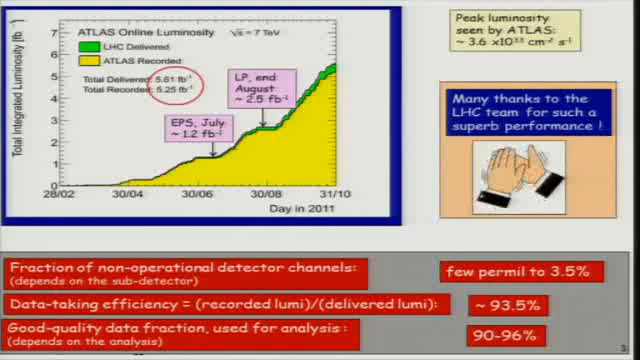 ATLAS Online Luminosity √s = 7 TeV
LHC Delivered
ATLAS Recorded
Total Delivered: 5.61 fb⁻¹
Total Recorded: 5.25 fb⁻¹
Total Integrated Luminosity [fb⁻¹]
7
6
5
4
3
2
1
0
EPS, July
~ 1.2 fb⁻¹
LP, end
August
~ 2.5 fb⁻¹
28/02 30/04 30/06 30/08 31/10
Day in 2011
Peak luminosity
seen by ATLAS:
~ 3.6 x10³³ cm⁻² s⁻¹
Many thanks to the
LHC team for such a
superb performance !
Fraction of non-operational detector channels:
(depends on the sub-detector)
few permil to 3.5%
Data-taking efficiency = (recorded lumi)/(delivered lumi):
~ 93.5%
Good-quality data fraction, used for analysis :
(depends on the analysis)
90-96%
3